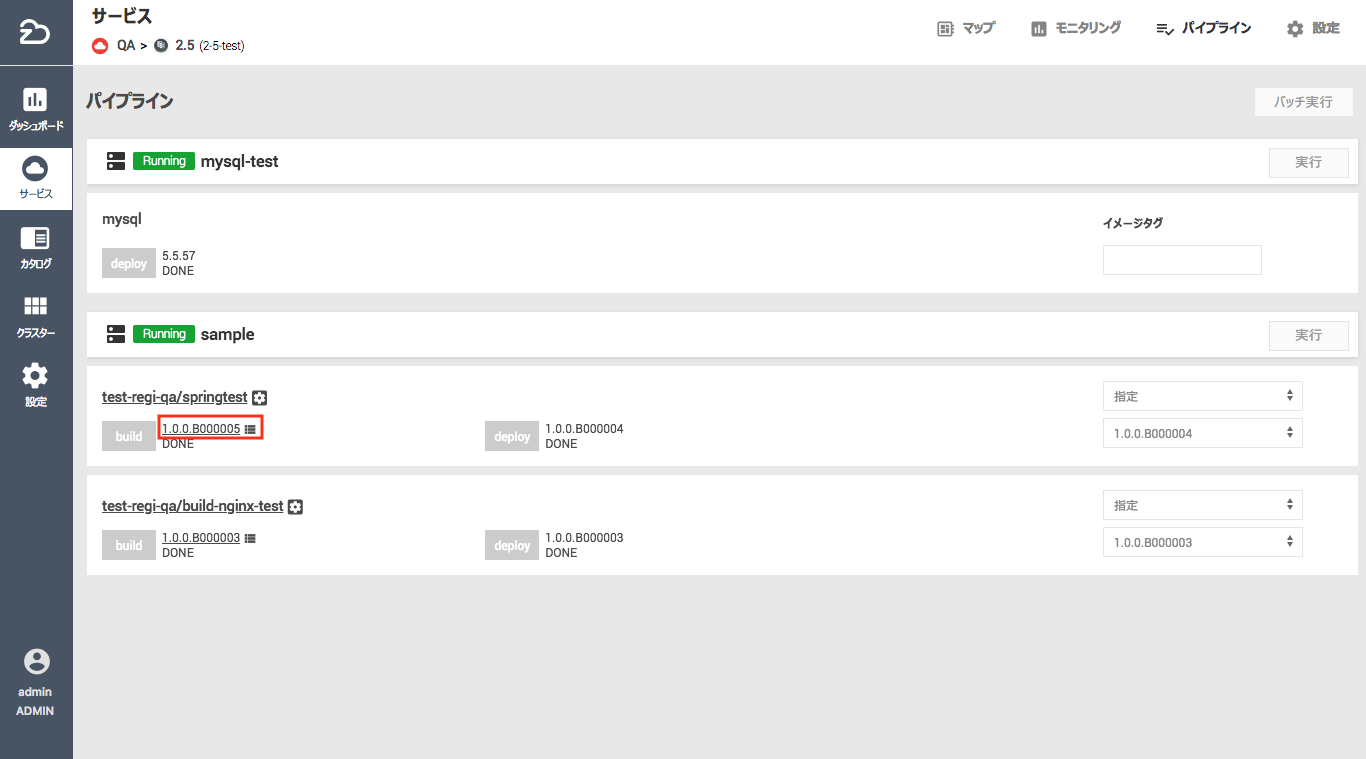 サービス
QA > 2.5 (2-5-test)
マップ
モニタリング
パイプライン
設定
ダッシュボード
サービス
カタログ
クラスター
設定
admin
ADMIN
パイプライン
バッチ実行
Running mysql-test
実行
mysql
イメージタグ
deploy
5.5.57
DONE
Running sample
実行
test-regi-qa/springtest
指定
build
1.0.0.B000005
DONE
deploy
1.0.0.B000004
DONE
1.0.0.B000004
test-regi-qa/build-nginx-test
指定
build
1.0.0.B000003
DONE
deploy
1.0.0.B000003
DONE
1.0.0.B000003